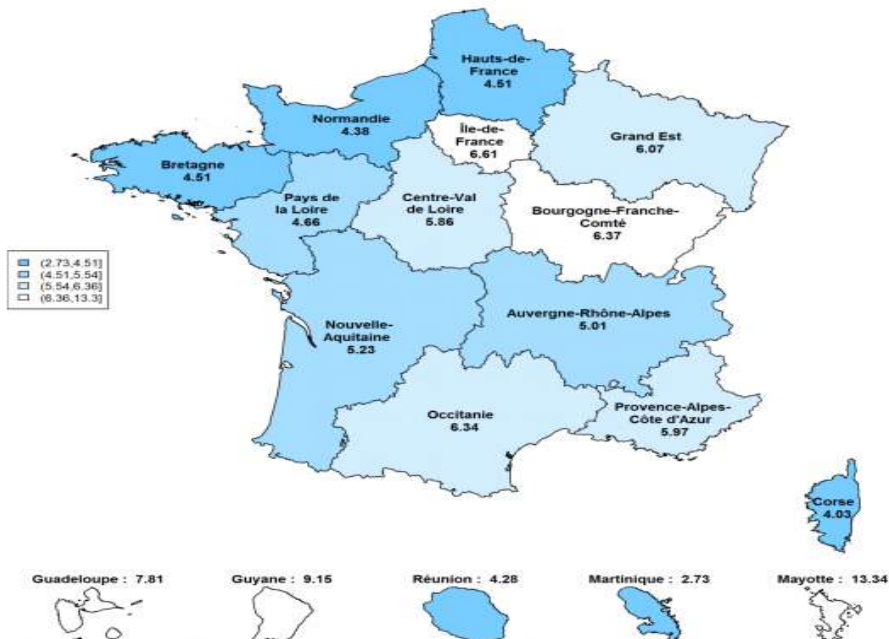 Hauts-de-
France
4.51
Normandie
4.38
Île-de-
France
6.61
Grand Est
6.07
Bretagne
4.51
Pays de
la Loire
4.66
Centre-Val
de Loire
5.86
Bourgogne-Franche-
Comté
6.37
(2.73,4.51]
(4.51,5.54]
(5.54,6.36]
(6.36,13.3]
Auvergne-Rhône-Alpes
5.01
Nouvelle-
Aquitaine
5.23
Occitanie
6.34
Provence-Alpes-
Côte d'Azur
5.97
Corse
4.03
Guadeloupe : 7.81
Guyane : 9.15
Réunion : 4.28
Martinique : 2.73
Mayotte : 13.34